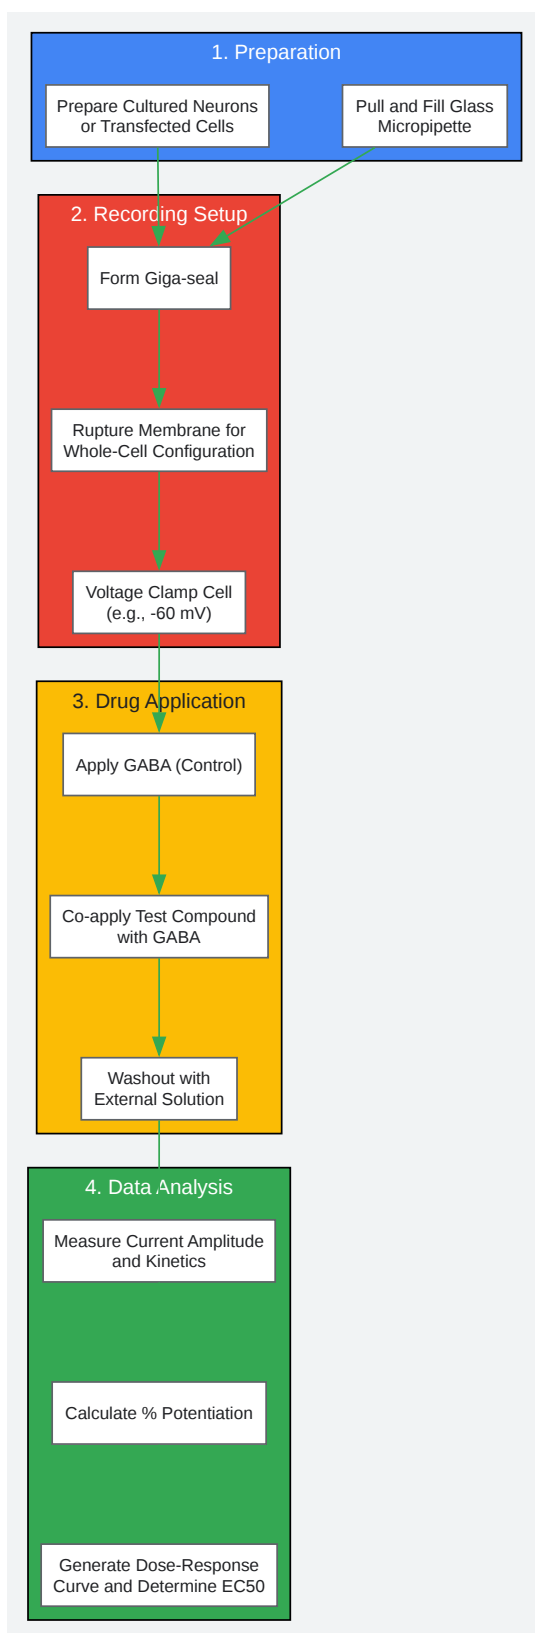 1. Preparation
Prepare Cultured Neurons
or Transfected Cells
Pull and Fill Glass
Micropipette
2. Recording Setup
Form Giga-seal
Rupture Membrane for
Whole-Cell Configuration
Voltage Clamp Cell
(e.g., -60 mV)
3. Drug Application
Apply GABA (Control)
Co-apply Test Compound
with GABA
Washout with
External Solution
4. Data Analysis
Measure Current Amplitude
and Kinetics
Calculate % Potentiation
Generate Dose-Response
Curve and Determine EC50